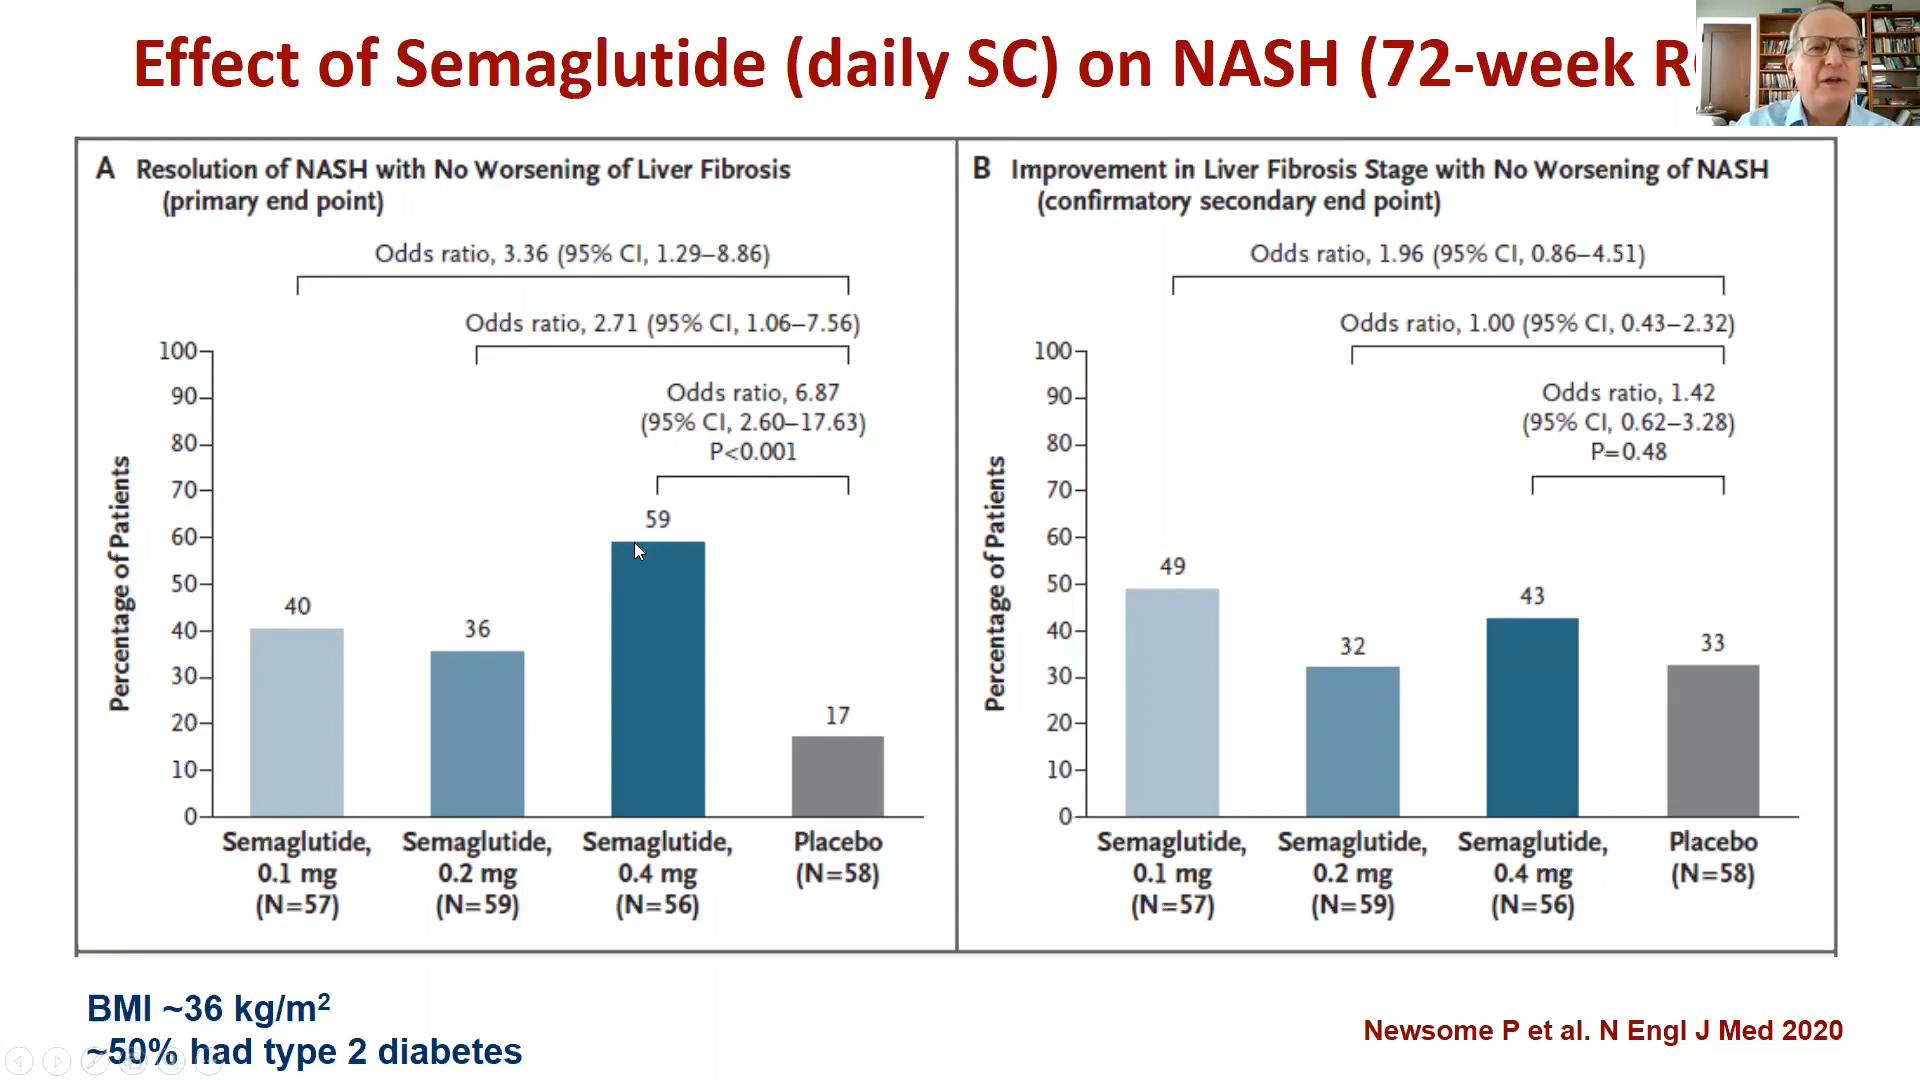 Effect of Semaglutide (daily SC) on NASH (72-week
A Resolution of NASH with No Worsening of Liver Fibrosis
(primary end point)
Odds ratio, 3.36 (95% CI, 1.29–8.86)
Odds ratio, 2.71 (95% CI, 1.06–7.56)
Odds ratio, 6.87
(95% CI, 2.60–17.63)
P<0.001
Percentage of Patients
100
90
80
70
60
50
40
30
20
10
0
40
36
59
17
Semaglutide,
0.1 mg
(N=57)
Semaglutide,
0.2 mg
(N=59)
Semaglutide,
0.4 mg
(N=56)
Placebo
(N=58)
B Improvement in Liver Fibrosis Stage with No Worsening of NASH
(confirmatory secondary end point)
Odds ratio, 1.96 (95% CI, 0.86–4.51)
Odds ratio, 1.00 (95% CI, 0.43–2.32)
Odds ratio, 1.42
(95% CI, 0.62–3.28)
P=0.48
Percentage of Patients
100
90
80
70
60
50
40
30
20
10
0
49
32
43
33
Semaglutide,
0.1 mg
(N=57)
Semaglutide,
0.2 mg
(N=59)
Semaglutide,
0.4 mg
(N=56)
Placebo
(N=58)
BMI ~36 kg/m²
~50% had type 2 diabetes
Newsome P et al. N Engl J Med 2020